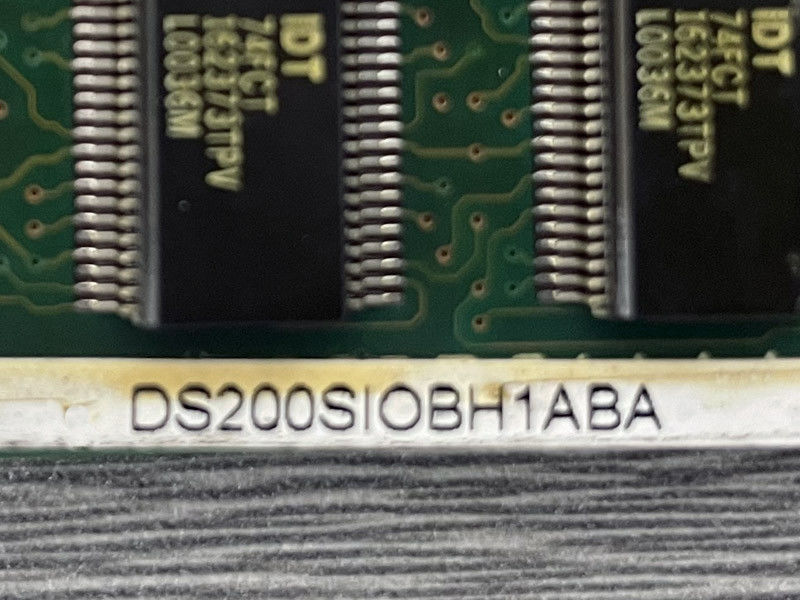 IDT
74FCT
162373TPV
L0036M
IDT
74FCT
162373TPV
L0036M
DS200SIOBH1ABA